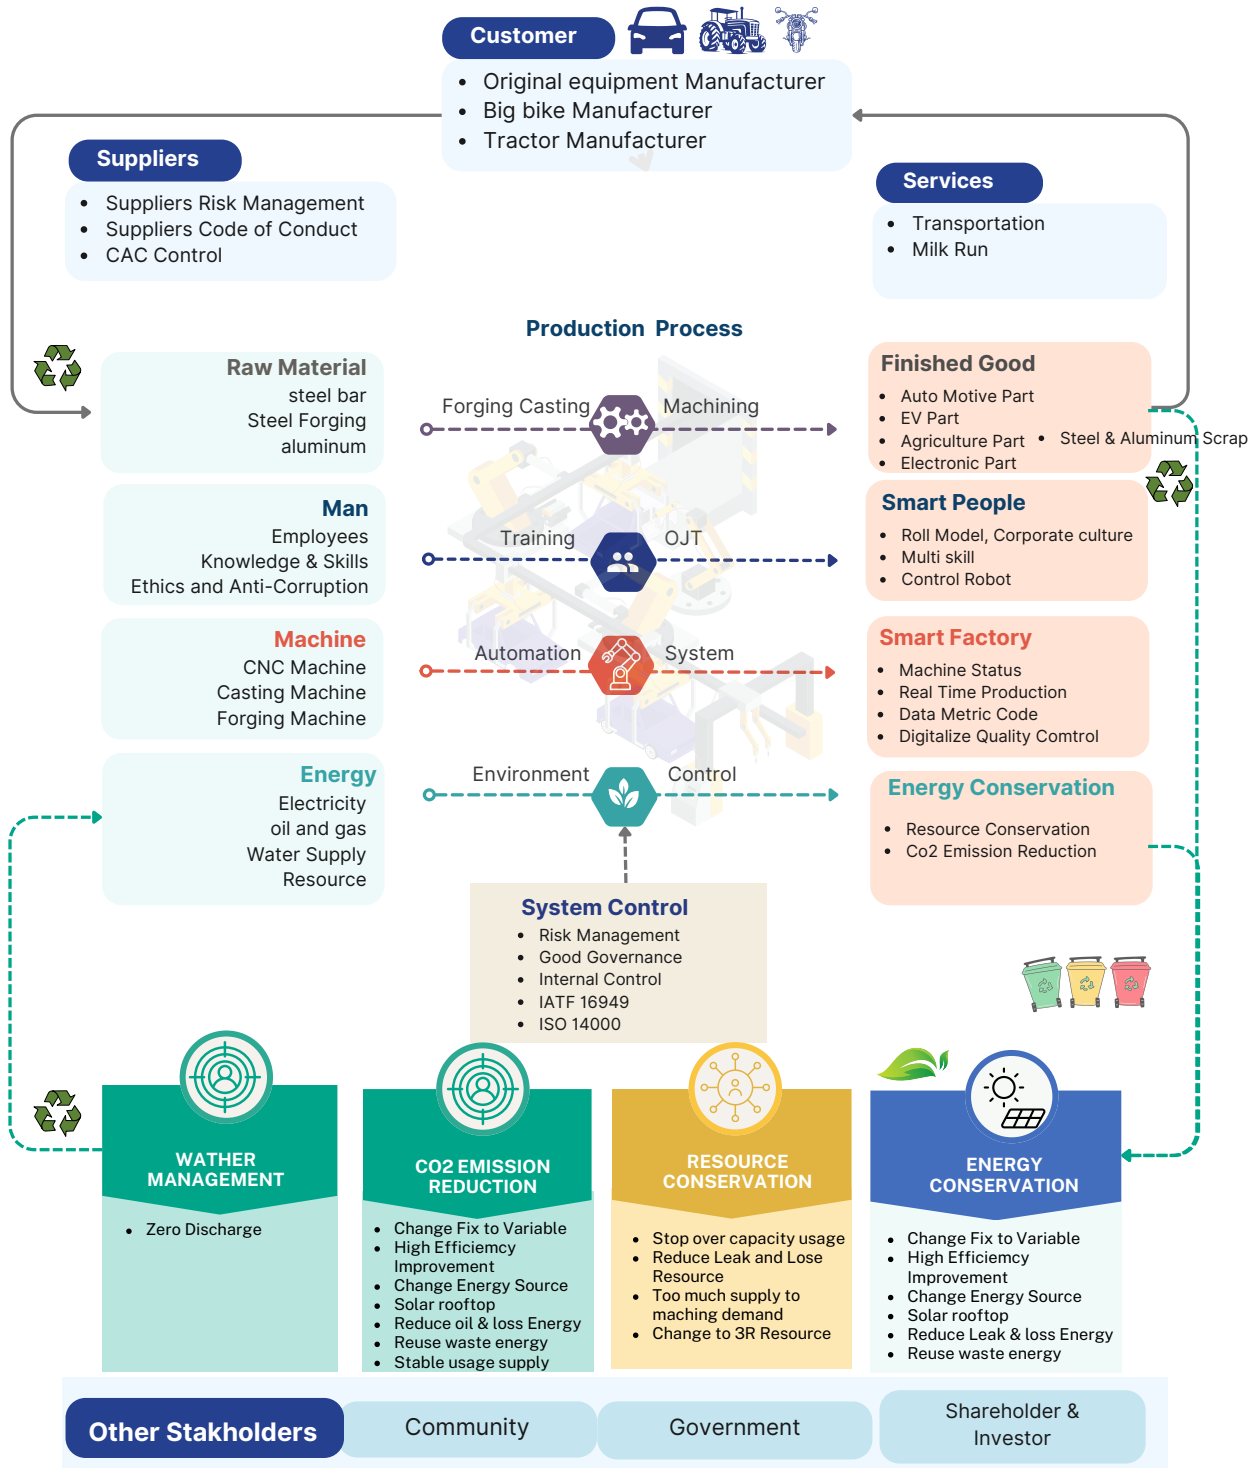 Customer
Original equipment Manufacturer
Big bike Manufacturer
Tractor Manufacturer
Suppliers
Suppliers Risk Management
Suppliers Code of Conduct
CAC Control
Services
Transportation
Milk Run
Production Process
Raw Material
steel bar
Steel Forging
aluminum
Forging Casting
Machining
Finished Good
Auto Motive Part
EV Part
Agriculture Part
Electronic Part
Steel & Aluminum Scrap
Man
Employees
Knowledge & Skills
Ethics and Anti-Corruption
Training
OJT
Smart People
Roll Model, Corporate culture
Multi skill
Control Robot
Machine
CNC Machine
Casting Machine
Forging Machine
Automation
System
Smart Factory
Machine Status
Real Time Production
Data Metric Code
Digitalize Quality Comtrol
Energy
Electricity
oil and gas
Water Supply
Resource
Environment
Control
Energy Conservation
Resource Conservation
Co2 Emission Reduction
System Control
Risk Management
Good Governance
Internal Control
IATF 16949
ISO 14000
WATHER
MANAGEMENT
Zero Discharge
CO2 EMISSION
REDUCTION
Change Fix to Variable
High Efficiemcy
Improvement
Change Energy Source
Solar rooftop
Reduce oil & loss Energy
Reuse waste energy
Stable usage supply
RESOURCE
CONSERVATION
Stop over capacity usage
Reduce Leak and Lose
Resource
Too much supply to
maching demand
Change to 3R Resource
ENERGY
CONSERVATION
Change Fix to Variable
High Efficiemcy
Improvement
Change Energy Source
Solar rooftop
Reduce Leak & loss Energy
Reuse waste energy
Other Stakholders
Community
Government
Shareholder &
Investor